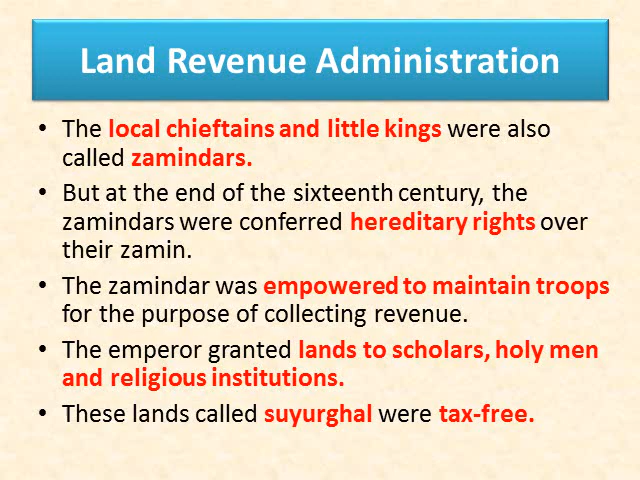 Land Revenue Administration
• The local chieftains and little kings were also
called zamindars.
• But at the end of the sixteenth century, the
zamindars were conferred hereditary rights over
their zamin.
• The zamindar was empowered to maintain troops
for the purpose of collecting revenue.
• The emperor granted lands to scholars, holy men
and religious institutions.
• These lands called suyurghal were tax-free.